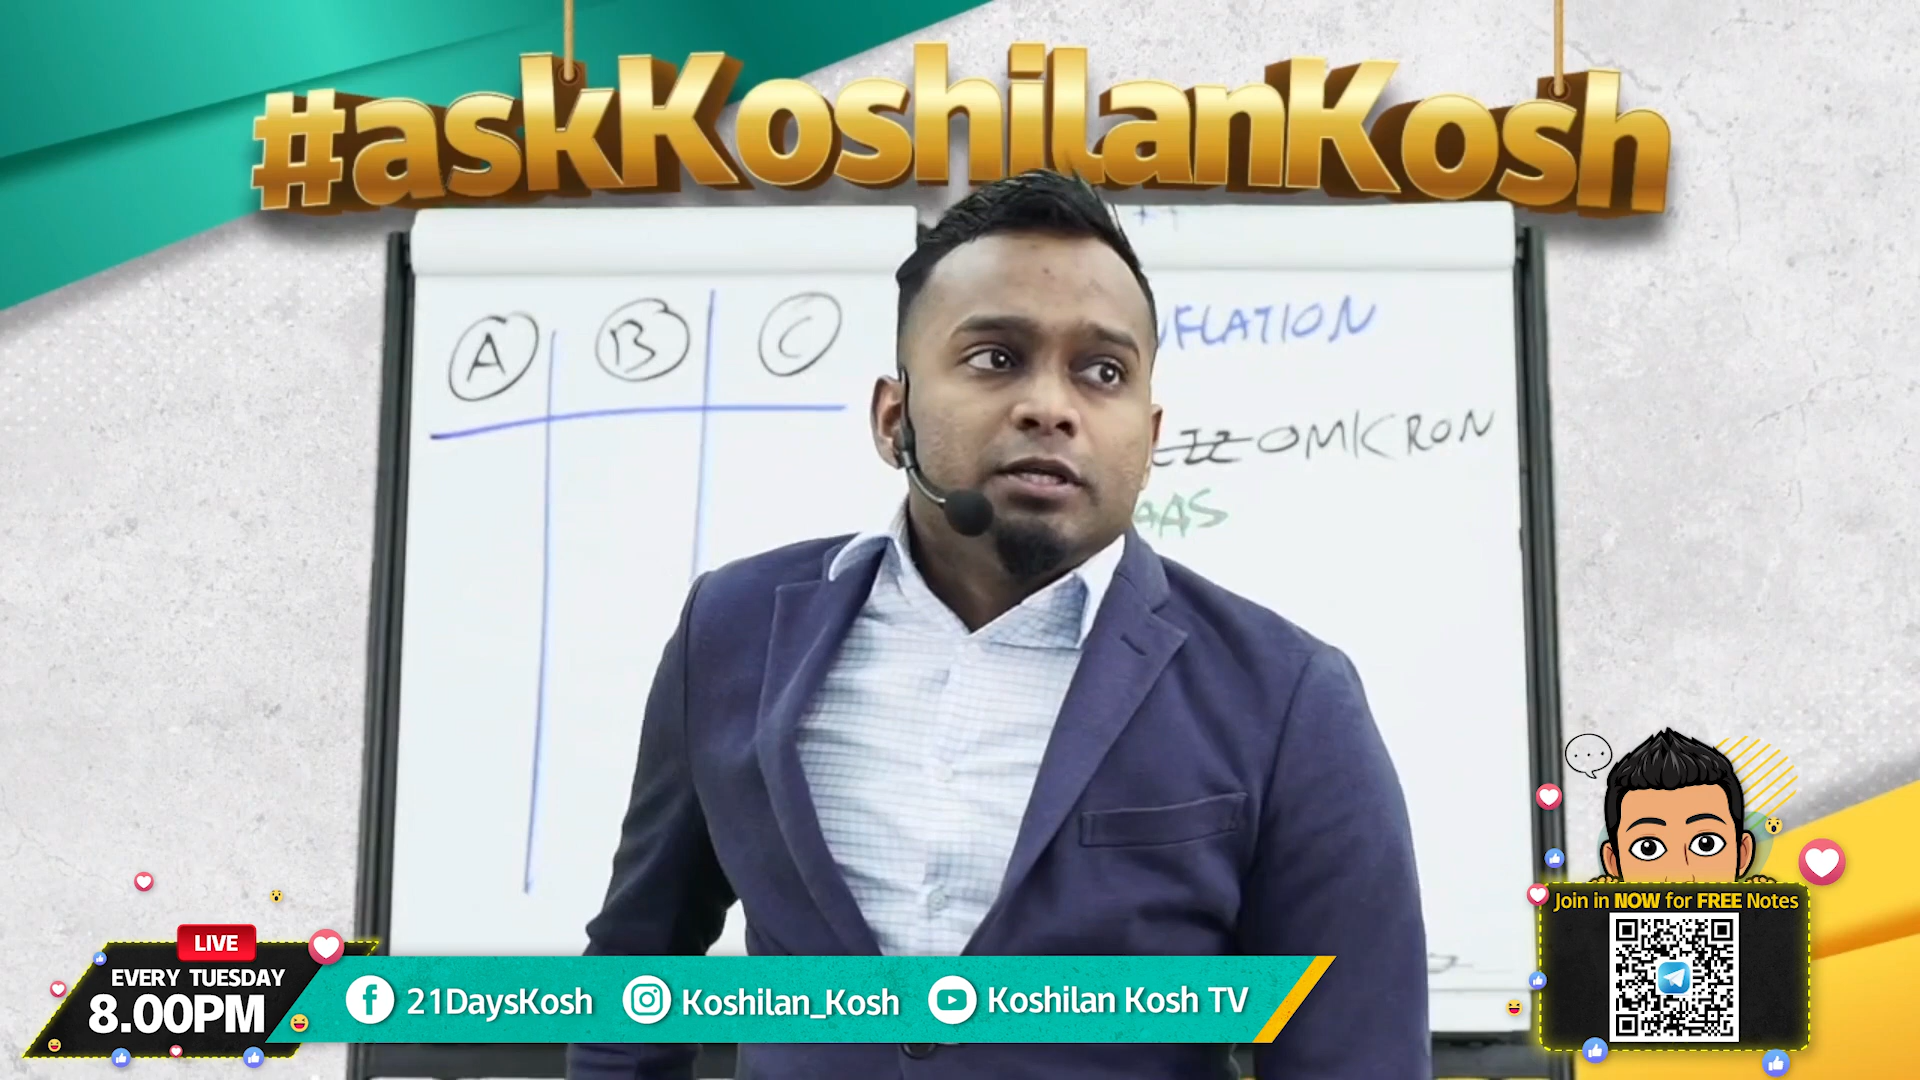 #askKoshilanKosh
A B C
FLATION
OMICRON
AAS
LIVE
EVERY TUESDAY
8.00PM
21DaysKosh
Koshilan_Kosh
Koshilan Kosh TV
Join in NOW for FREE Notes